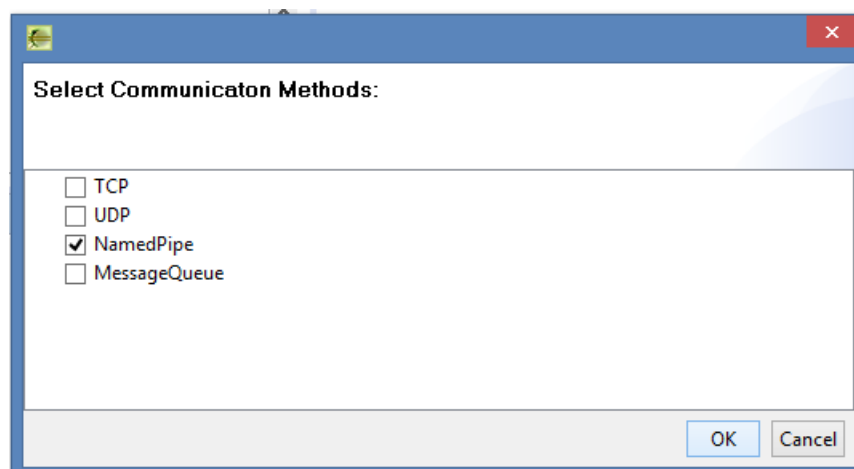 Select Communicaton Methods:
TCP
UDP
NamedPipe
MessageQueue
OK Cancel